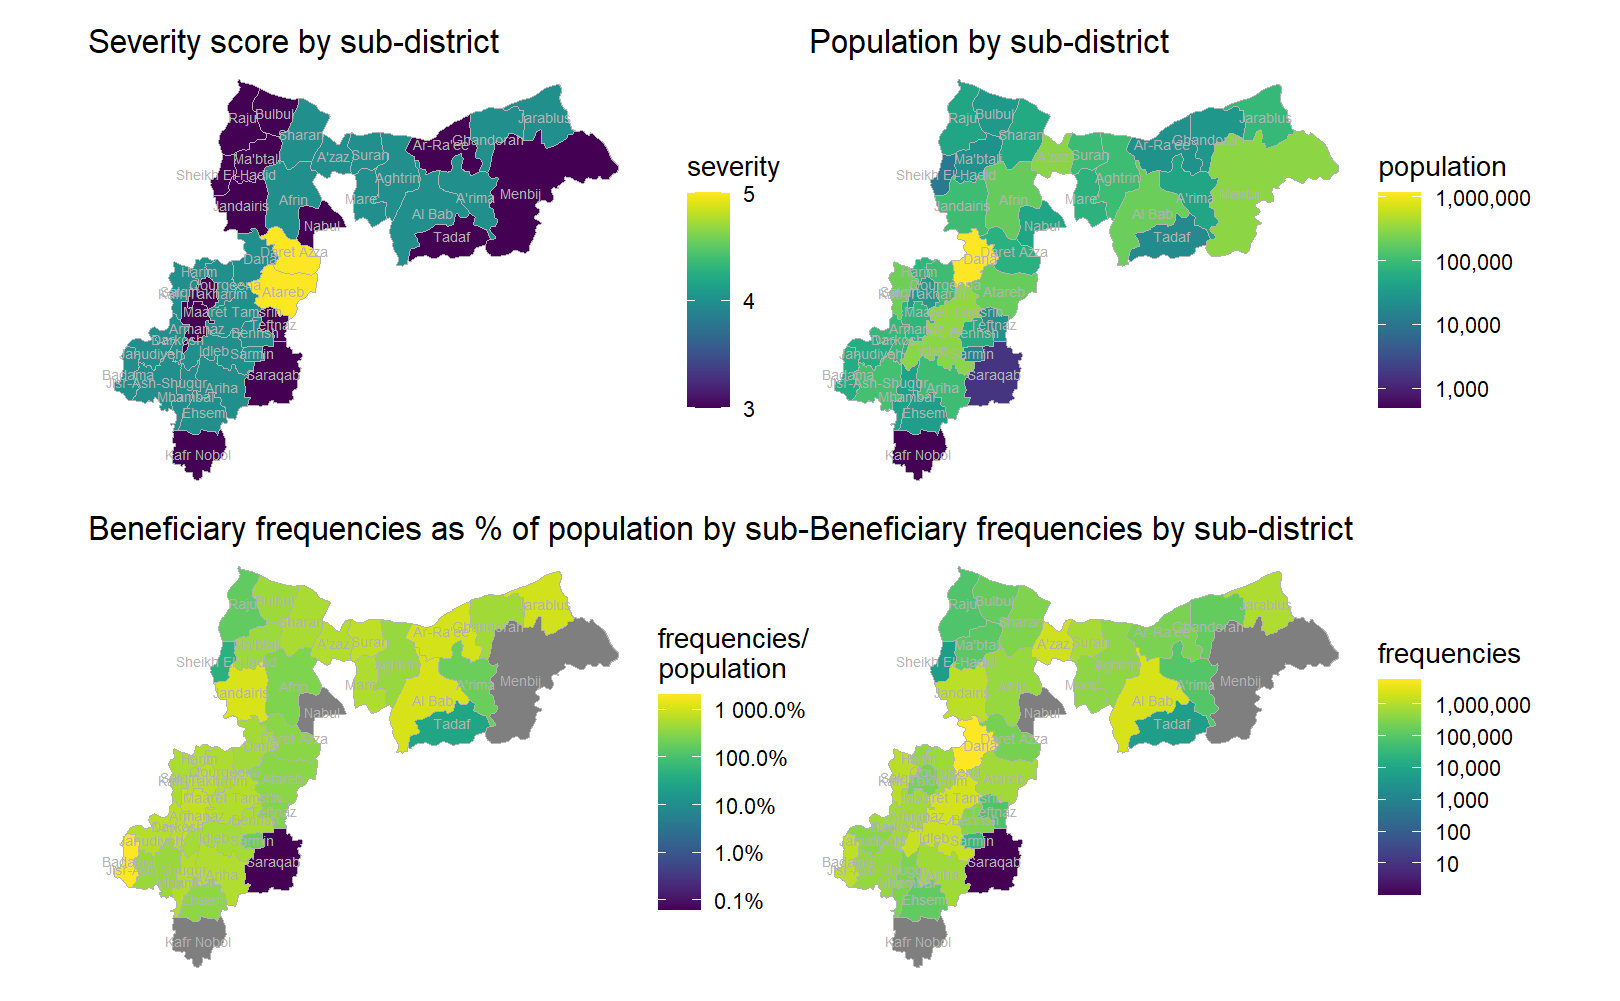 Severity score by sub-district
Raju
Bulbul
Sharan
Ma'btali
Sheikh El-Hadid
Jandairis
Afrin
Nabul
A'zaz
Suran
Aghtrin
Mare'
Ar-Ra'ee
Ghandorah
Jarablus
Menbij
A'rima
Al Bab
Tadaf
Daret Azza
Dana
Atareb
Harim
Qourqeena
Maaret Tamsrin
Teftnaz
Bennsh
Armanaz
Darkosh
Idleb
Sarmin
Janudiyeh
Saraqab
Badama
Jisr-Ash-Shugur
Ariha
Mhambal
Ehsem
Kafr Nobol
severity
5
4
3
Population by sub-district
Raju
Bulbul
Sharan
Ma'btali
Sheikh El-Hadid
Jandairis
Afrin
Nabul
A'zaz
Suran
Aghtrin
Mare'
Ar-Ra'ee
Ghandorah
Jarablus
Menbij
A'rima
Al Bab
Tadaf
Daret Azza
Dana
Atareb
Harim
Maaret Tamsrin
Teftnaz
Bennsh
Armanaz
Darkosh
Idleb
Sarmin
Janudiyeh
Saraqab
Badama
Jisr-Ash-Shugur
Ariha
Mhambal
Ehsem
Kafr Nobol
population
1,000,000
100,000
10,000
1,000
Beneficiary frequencies as % of population by sub-
Raju
Bulbul
Sharan
Ma'btali
Sheikh El-Hadid
Jandairis
Afrin
Nabul
A'zaz
Suran
Aghtrin
Mare'
Ar-Ra'ee
Ghandorah
Jarablus
Menbij
A'rima
Al Bab
Tadaf
Daret Azza
Dana
Atareb
Harim
Maaret Tamsrin
Teftnaz
Armanaz
Darkosh
Idleb
Sarmin
Janudiyeh
Saraqab
Badama
Jisr-Ash-Shugur
Ariha
Mhambal
Ehsem
Kafr Nobol
frequencies/
population
1 000.0%
100.0%
10.0%
1.0%
0.1%
Beneficiary frequencies by sub-district
Raju
Bulbul
Sharan
Ma'btali
Sheikh El-Hadid
Jandairis
Afrin
Nabul
A'zaz
Suran
Aghtrin
Mare'
Ar-Ra'ee
Ghandorah
Jarablus
Menbij
A'rima
Al Bab
Tadaf
Daret Azza
Dana
Atareb
Harim
Maaret Tamsrin
Teftnaz
Bennsh
Armanaz
Darkosh
Idleb
Sarmin
Janudiyeh
Saraqab
Badama
Jisr-Ash-Shugur
Ariha
Mhambal
Ehsem
Kafr Nobol
frequencies
1,000,000
100,000
10,000
1,000
100
10